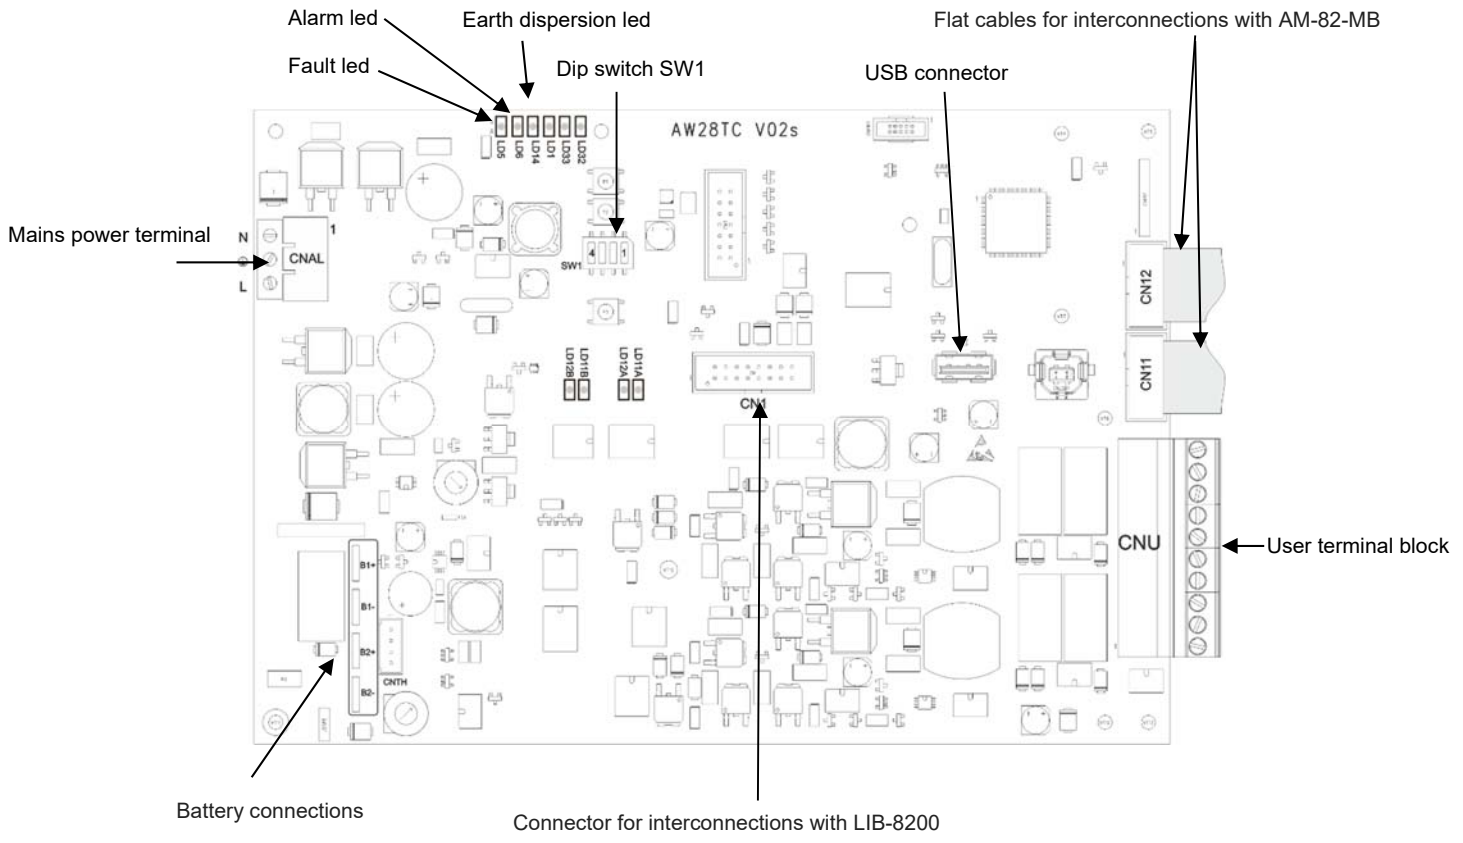 Alarm led
Earth dispersion led
Flat cables for interconnections with AM-82-MB
Fault led
Dip switch SW1
USB connector
AW28TC V02s
LD5
LD6
LD14
LD1
LD33
LD32
Mains power terminal
N
L
1
CNAL
SW1
4
1
CN12
CN11
LD12B
LD11B
LD12A
LD11A
CN1
CNU
User terminal block
B1+
B1-
B2+
B2-
CNTH
Battery connections
Connector for interconnections with LIB-8200